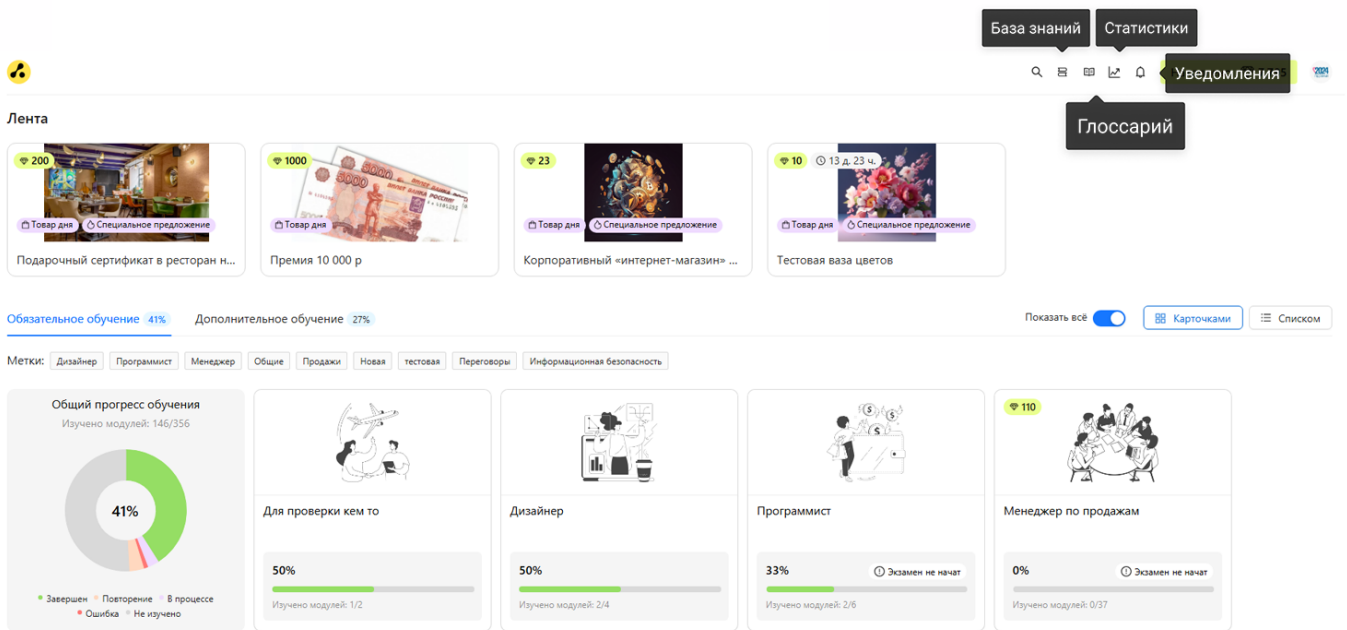 База знаний
Статистики
Уведомления
2024
Глоссарий
Лента
200
Товар дня
Специальное предложение
Подарочный сертификат в ресторан н...
1000
5000
5000
Товар дня
Премия 10 000 р
23
Товар дня
Специальное предложение
Корпоративный «интернет-магазин» ...
10
13 д. 23 ч.
Товар дня
Специальное предложение
Тестовая ваза цветов
Обязательное обучение 41%
Дополнительное обучение 27%
Показать всё
Карточками
Списком
Метки: Дизайнер Программист Менеджер Общие Продажи Новая тестовая Переговоры Информационная безопасность
Общий прогресс обучения
Изучено модулей: 146/356
41%
Завершен Повторение В процессе
Ошибка Не изучено
Для проверки кем то
50%
Изучено модулей: 1/2
Дизайнер
50%
Изучено модулей: 2/4
Программист
33%
Экзамен не начат
Изучено модулей: 2/6
110
Менеджер по продажам
0%
Экзамен не начат
Изучено модулей: 0/37